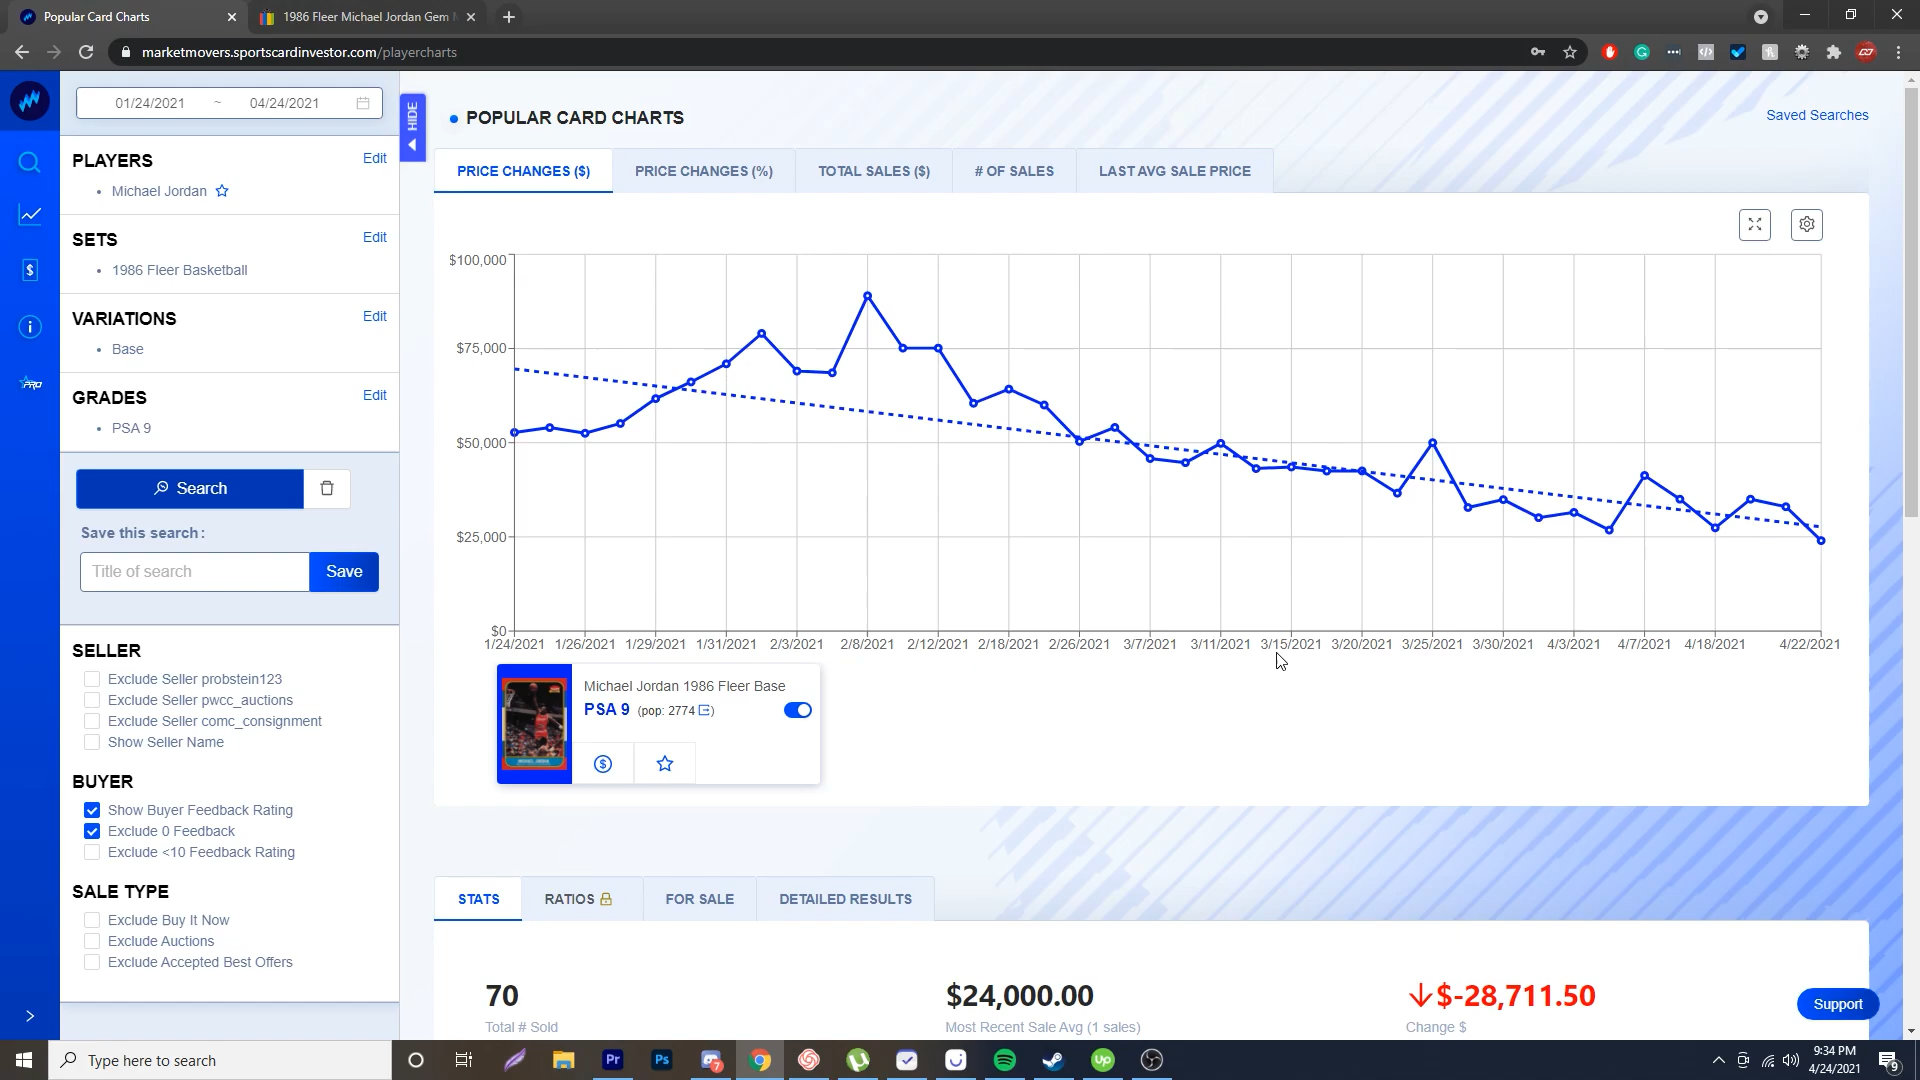 Popular Card Charts
1986 Fleer Michael Jordan Gem
marketmovers.sportscardinvestor.com/playercharts
01/24/2021 ~ 04/24/2021
HIDE
POPULAR CARD CHARTS
Saved Searches
PLAYERS Edit
Michael Jordan
SETS Edit
1986 Fleer Basketball
VARIATIONS Edit
Base
GRADES Edit
PSA 9
Search
Save this search:
Title of search Save
SELLER
Exclude Seller probstein123
Exclude Seller pwcc_auctions
Exclude Seller comc_consignment
Show Seller Name
BUYER
Show Buyer Feedback Rating
Exclude 0 Feedback
Exclude <10 Feedback Rating
SALE TYPE
Exclude Buy It Now
Exclude Auctions
Exclude Accepted Best Offers
PRO
PRICE CHANGES ($) PRICE CHANGES (%) TOTAL SALES ($) # OF SALES LAST AVG SALE PRICE
$100,000
$75,000
$50,000
$25,000
$0
1/24/2021 1/26/2021 1/29/2021 1/31/2021 2/3/2021 2/8/2021 2/12/2021 2/18/2021 2/26/2021 3/7/2021 3/11/2021 3/15/2021 3/20/2021 3/25/2021 3/30/2021 4/3/2021 4/7/2021 4/18/2021 4/22/2021
Michael Jordan 1986 Fleer Base
PSA 9 (pop: 2774)
STATS RATIOS FOR SALE DETAILED RESULTS
70 $24,000.00 $-28,711.50
Total # Sold Most Recent Sale Avg (1 sales) Change $
Support
Type here to search
Pr
Ps
7
Up
9:34 PM
4/24/2021
9